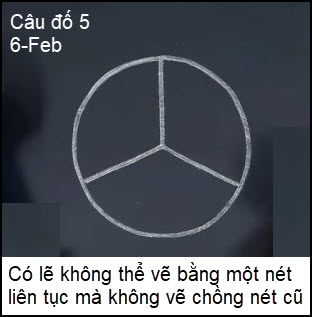 Câu đố 5
6-Feb
Có lẽ không thể vẽ bằng một nét
liên tục mà không vẽ chồng nét cũ